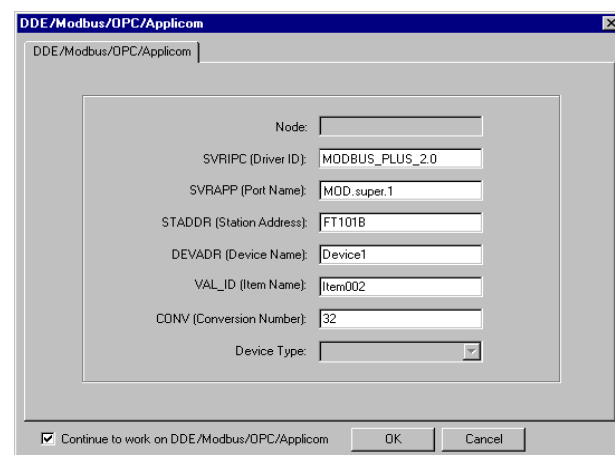 DDE/Modbus/OPC/Applicom
DDE/Modbus/OPC/Applicom
Node:
SVRIPC (Driver ID): MODBUS_PLUS_2.0
SVRAPP (Port Name): MOD.super.1
STADDR (Station Address): FT101B
DEVADR (Device Name): Device1
VAL_ID (Item Name): Item002
CONV (Conversion Number): 32
Device Type:
Continue to work on DDE/Modbus/OPC/Applicom OK Cancel